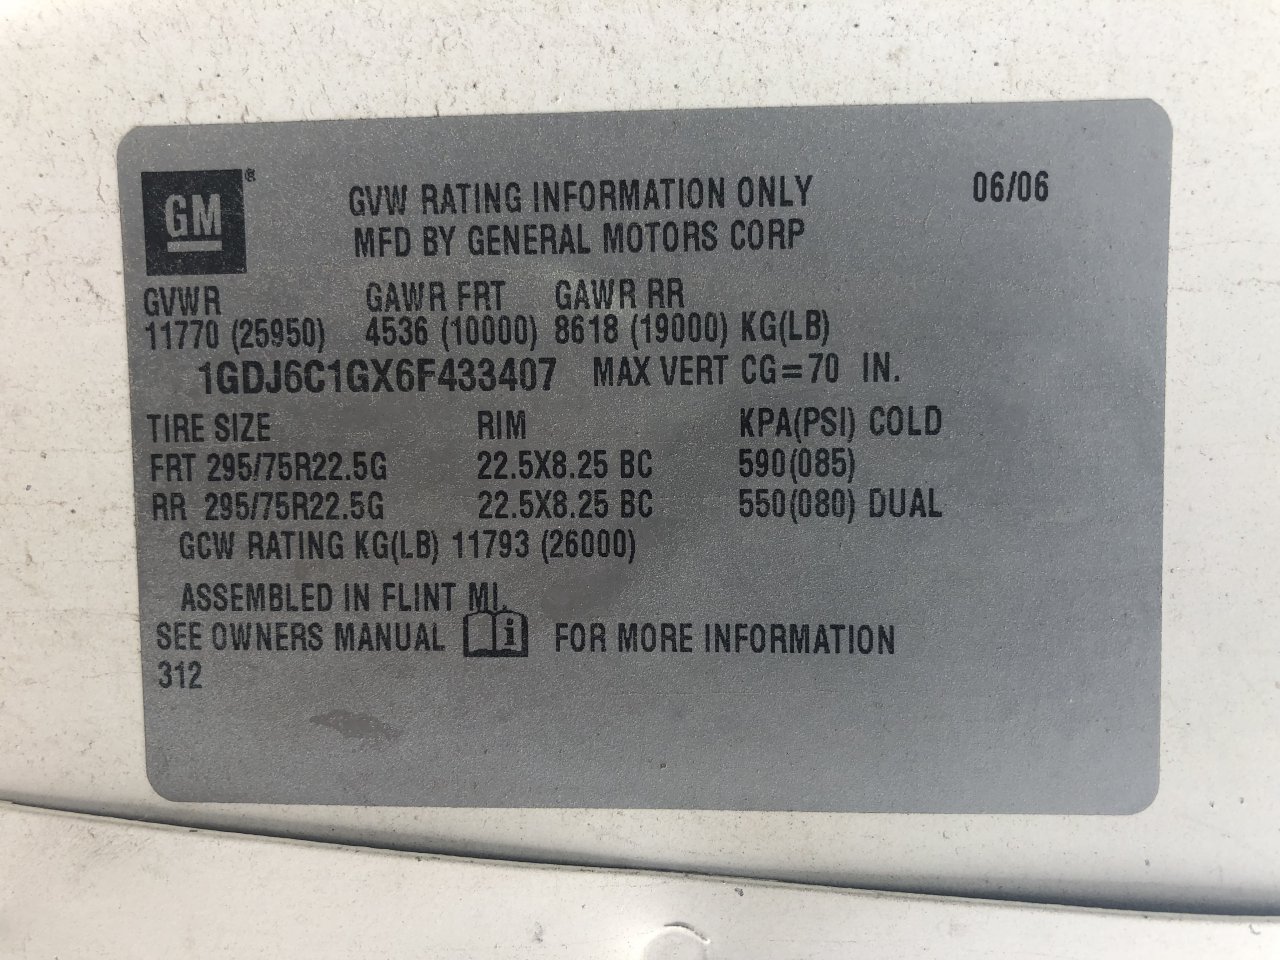 GM ®
GVW RATING INFORMATION ONLY 06/06
MFD BY GENERAL MOTORS CORP
GVWR GAWR FRT GAWR RR
11770 (25950) 4536 (10000) 8618 (19000) KG(LB)
1GDJ6C1GX6F433407 MAX VERT CG=70 IN.
TIRE SIZE RIM KPA(PSI) COLD
FRT 295/75R22.5G 22.5X8.25 BC 590(085)
RR 295/75R22.5G 22.5X8.25 BC 550(080) DUAL
GCW RATING KG(LB) 11793 (26000)
ASSEMBLED IN FLINT MI.
SEE OWNERS MANUAL i FOR MORE INFORMATION
312